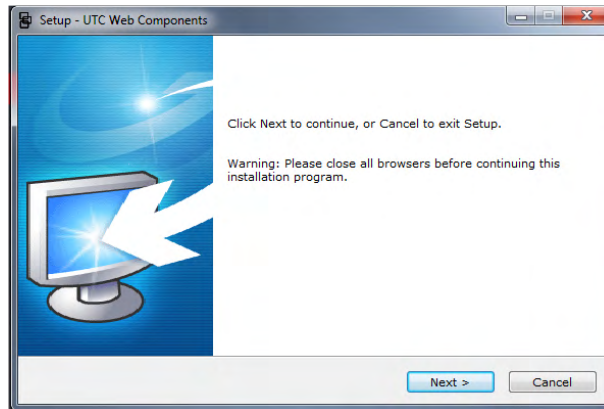 Setup - UTC Web Components
Click Next to continue, or Cancel to exit Setup.
Warning: Please close all browsers before continuing this
installation program.
Next >
Cancel